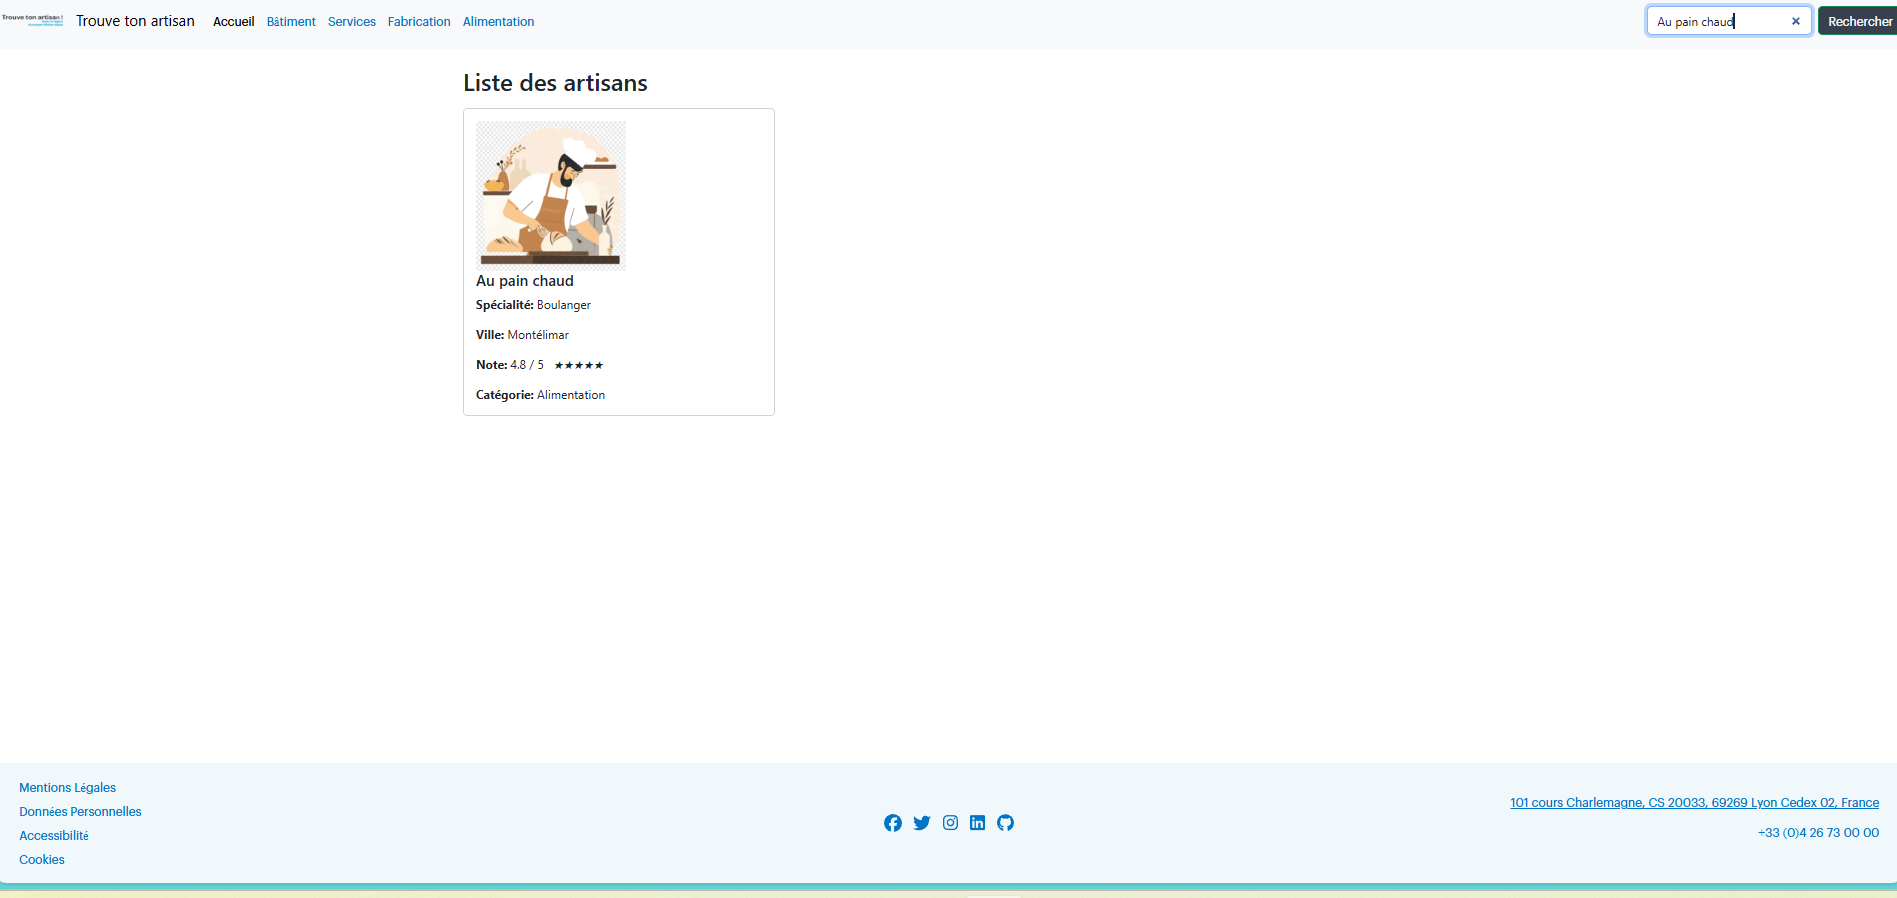 Trouve ton artisan !
Trouve ton artisan
Accueil
Bâtiment
Services
Fabrication
Alimentation
Au pain chaud
Rechercher
Liste des artisans
Au pain chaud
Spécialité: Boulanger
Ville: Montélimar
Note: 4.8 / 5 ★★★★★
Catégorie: Alimentation
Mentions Légales
Données Personnelles
Accessibilité
Cookies
101 cours Charlemagne, CS 20033, 69269 Lyon Cedex 02, France
+33 (0)4 26 73 00 00